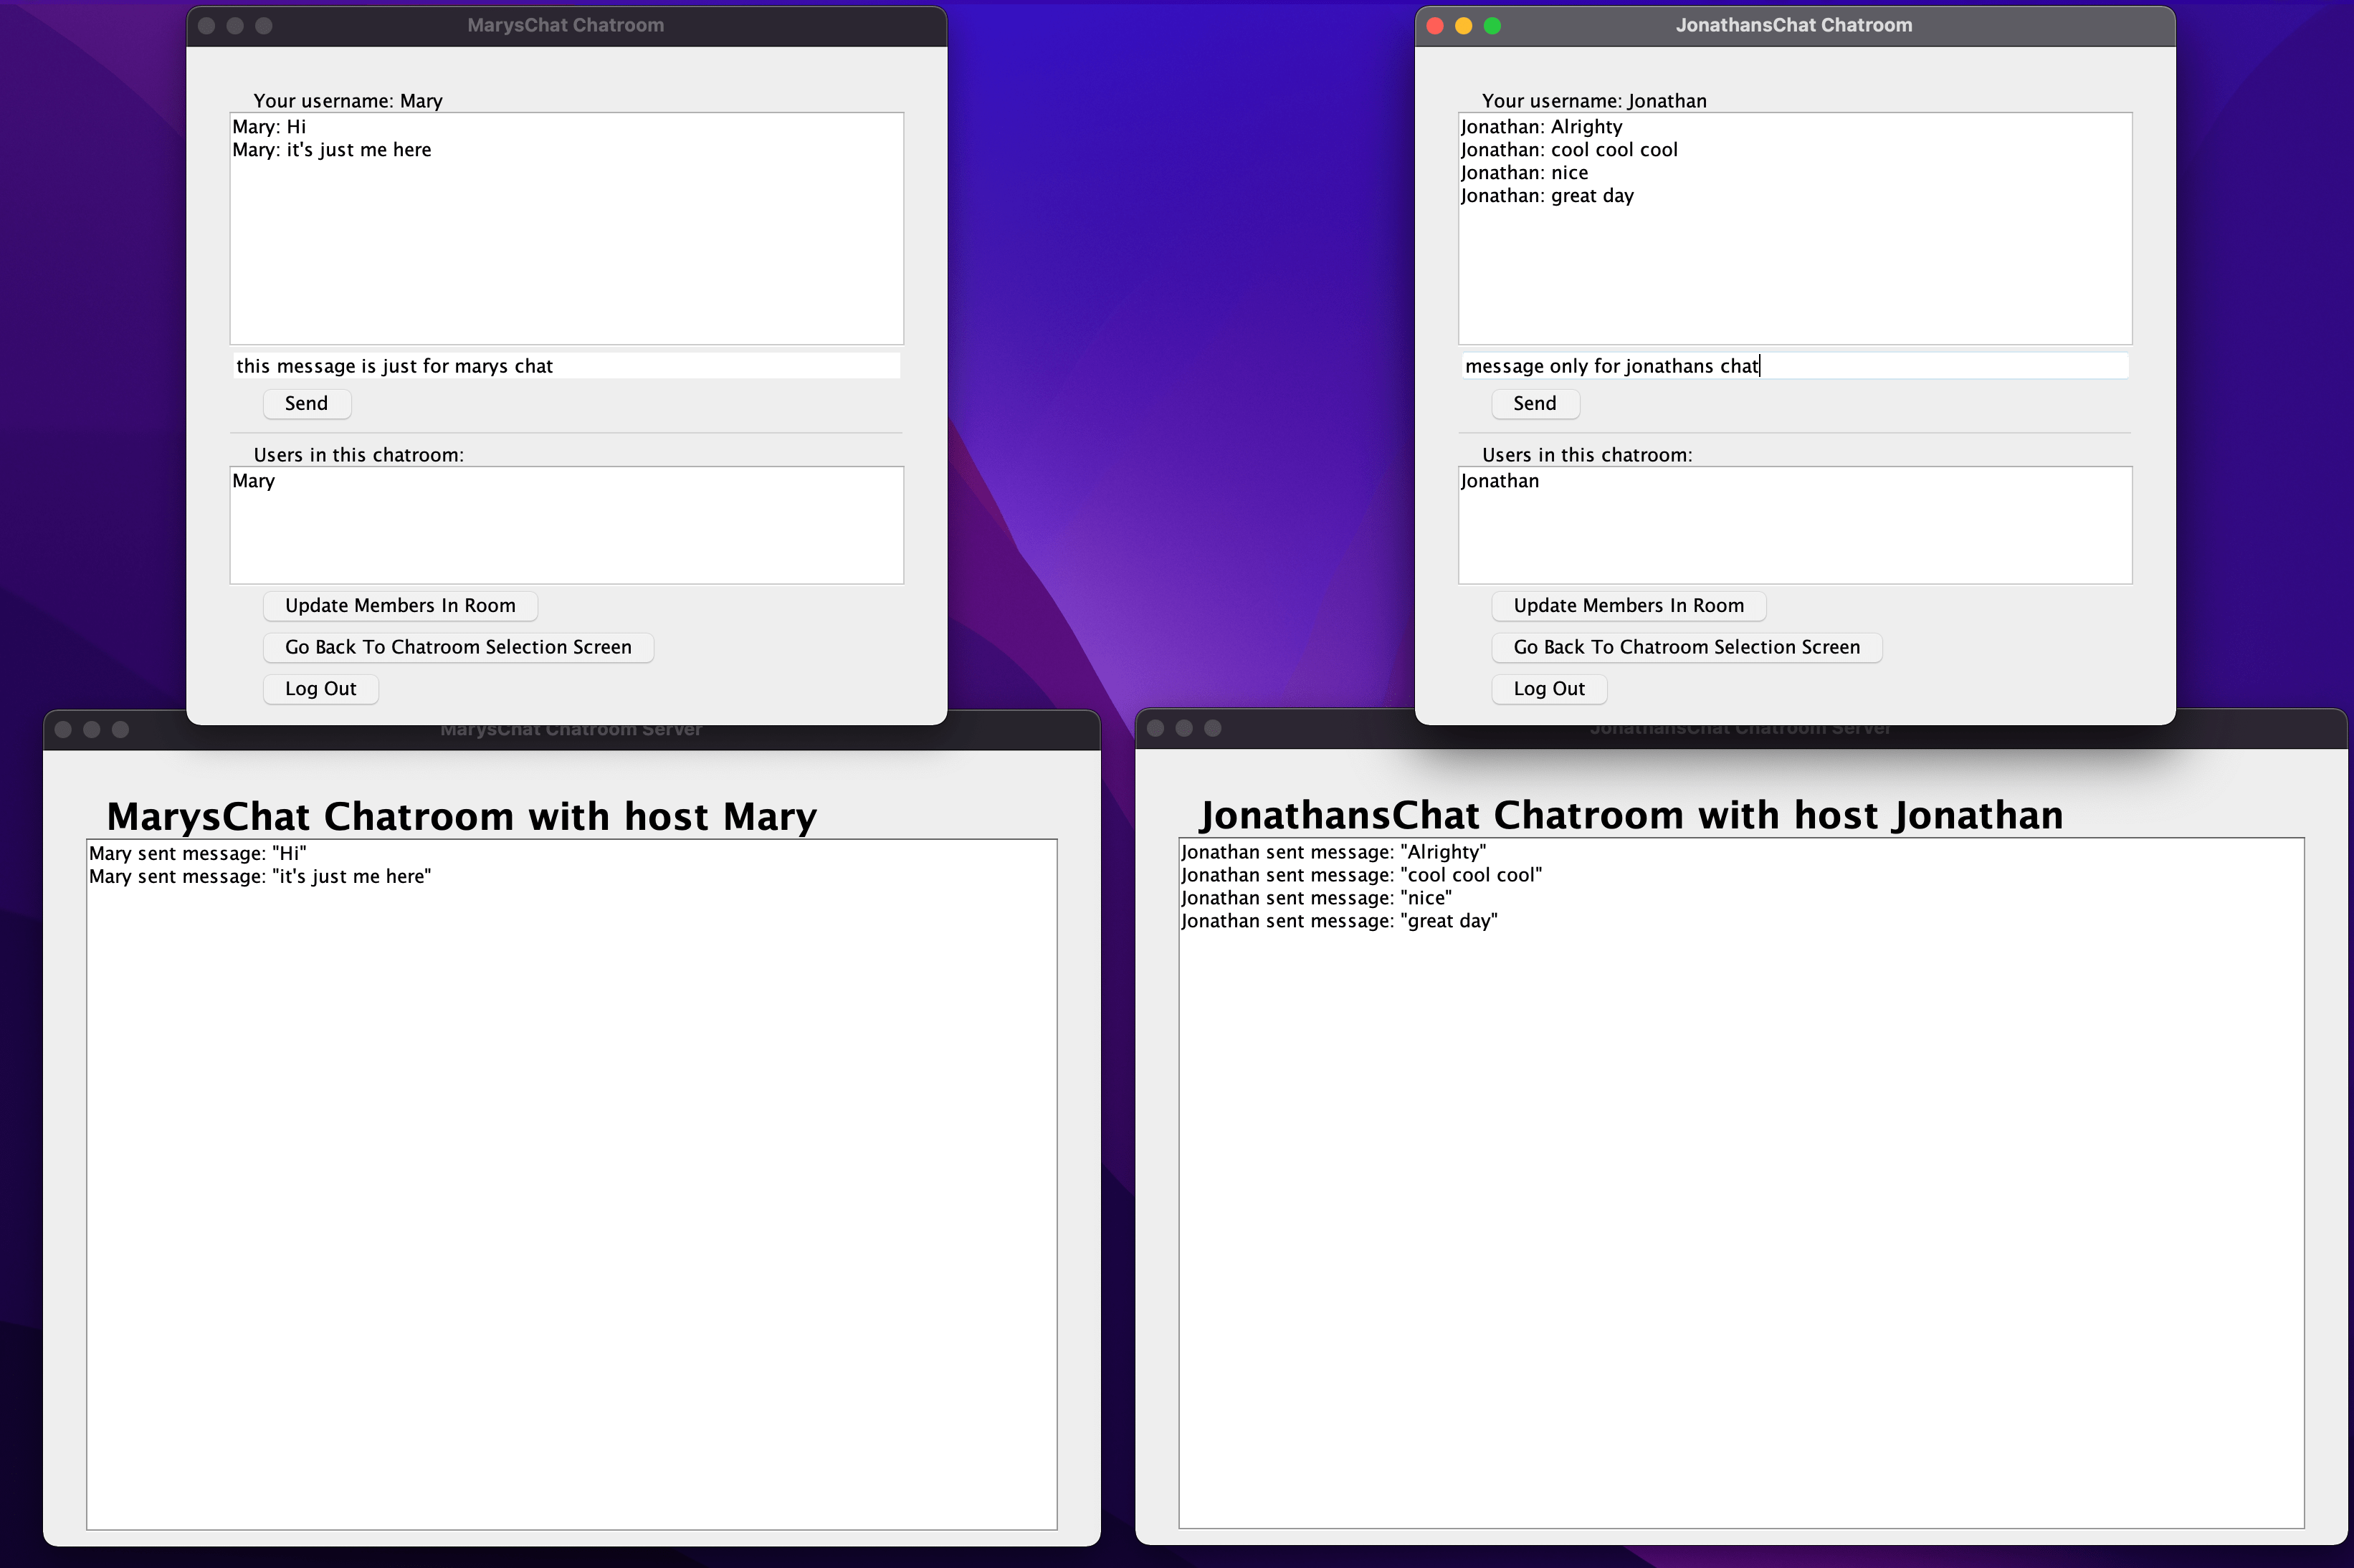 MarysChat Chatroom
Your username: Mary
Mary: Hi
Mary: it's just me here
this message is just for marys chat
Send
Users in this chatroom:
Mary
Update Members In Room
Go Back To Chatroom Selection Screen
Log Out
JonathansChat Chatroom
Your username: Jonathan
Jonathan: Alrighty
Jonathan: cool cool cool
Jonathan: nice
Jonathan: great day
message only for jonathans chat
Send
Users in this chatroom:
Jonathan
Update Members In Room
Go Back To Chatroom Selection Screen
Log Out
MarysChat Chatroom Server
MarysChat Chatroom with host Mary
Mary sent message: "Hi"
Mary sent message: "it's just me here"
JonathansChat Chatroom Server
JonathansChat Chatroom with host Jonathan
Jonathan sent message: "Alrighty"
Jonathan sent message: "cool cool cool"
Jonathan sent message: "nice"
Jonathan sent message: "great day"